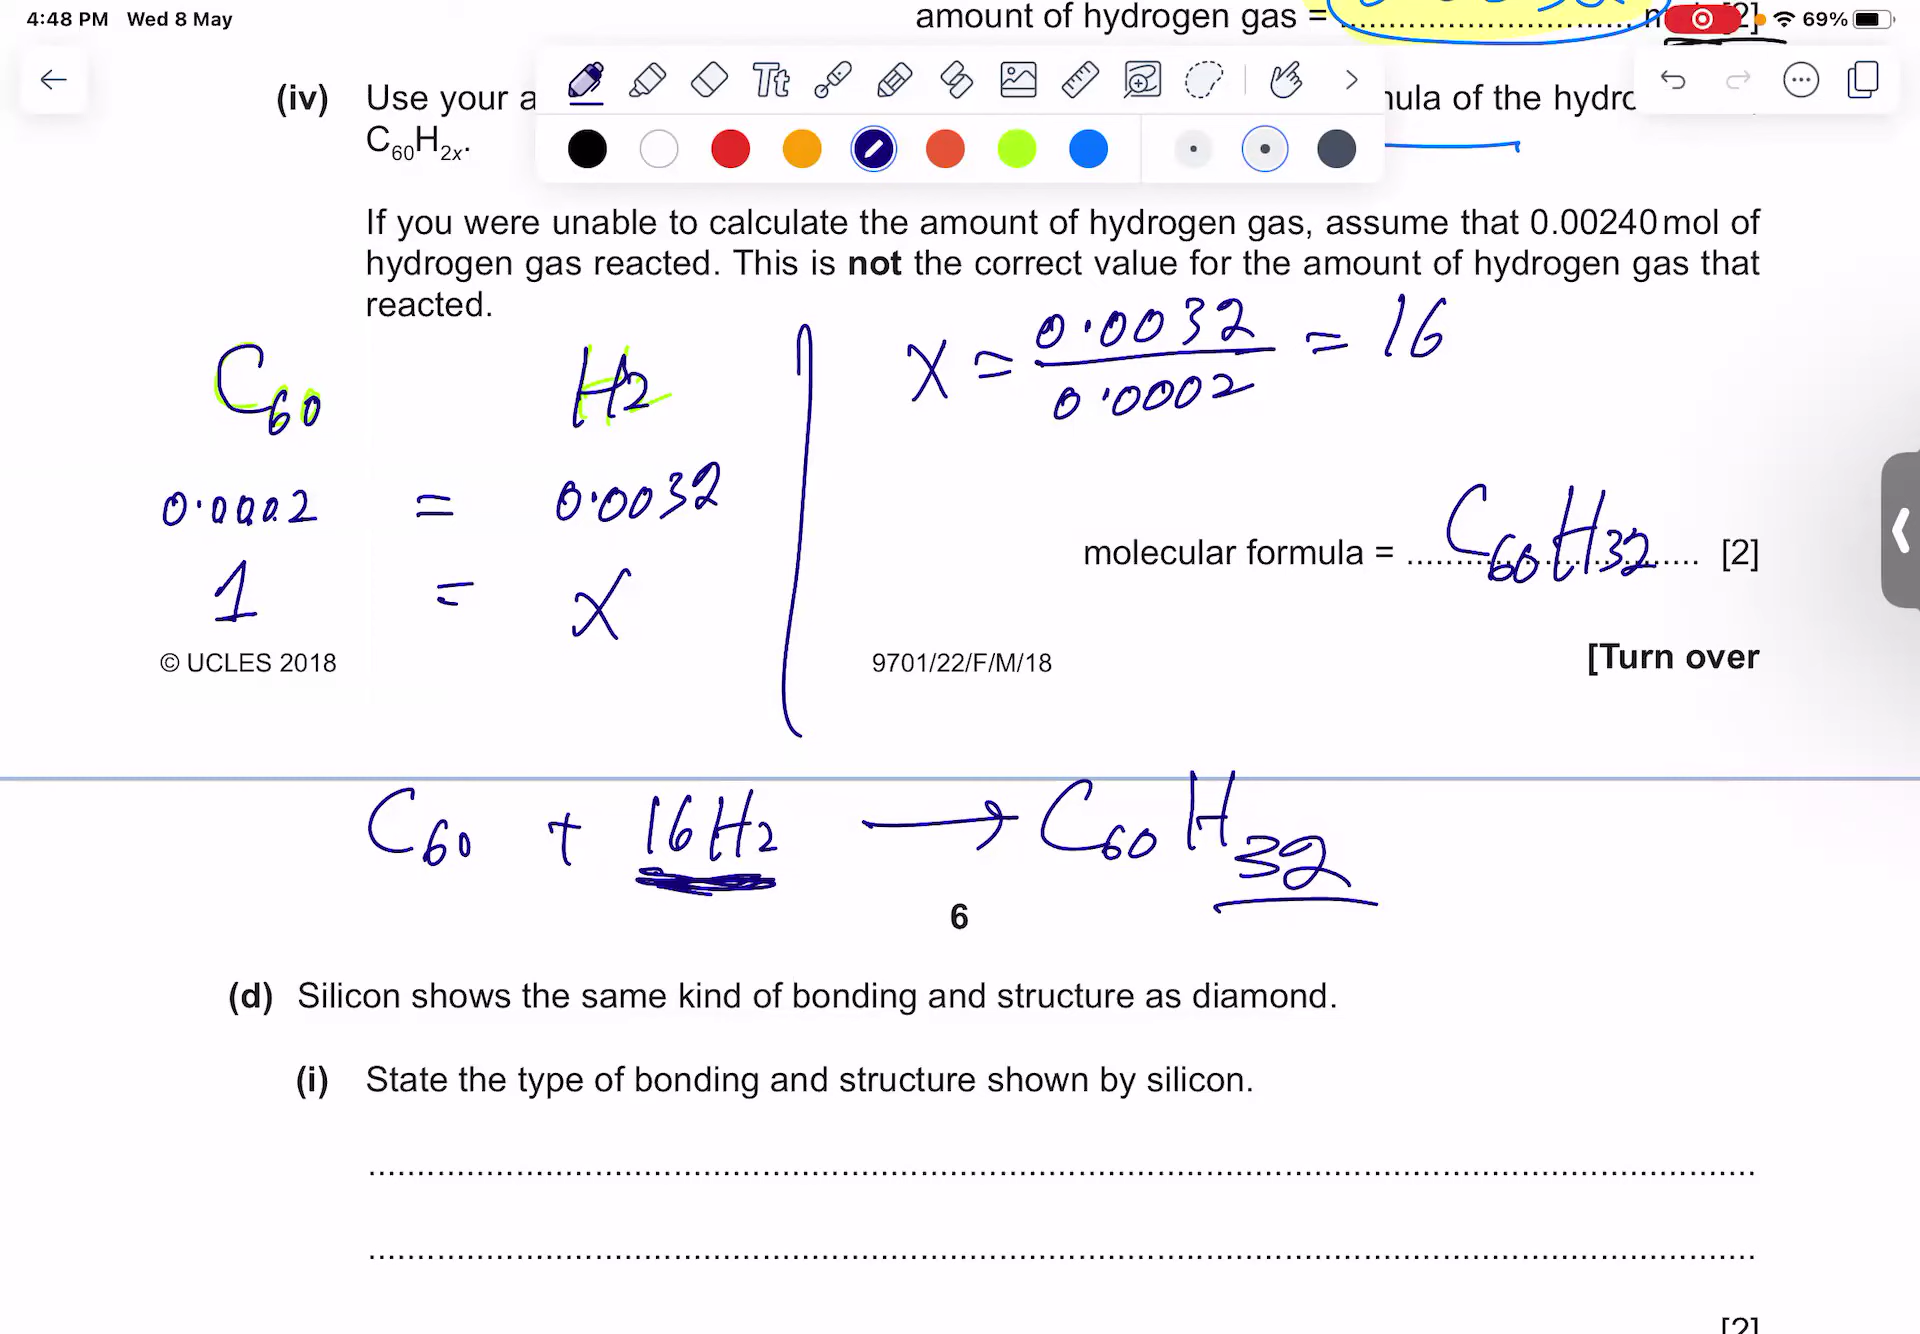 4:48 PM Wed 8 May
69%
amount of hydrogen gas = [2]
(iv) Use your a
ula of the hydro
C₆₀H₂ₓ.
Tt
If you were unable to calculate the amount of hydrogen gas, assume that 0.00240 mol of
hydrogen gas reacted. This is not the correct value for the amount of hydrogen gas that
reacted.
C₆₀ H₂
0.0002 = 0.0032
1 = x
x = 0.0032 / 0.0002 = 16
molecular formula = C₆₀H₃₂ [2]
© UCLES 2018 9701/22/F/M/18 [Turn over
C₆₀ + 16H₂ → C₆₀H₃₂
6
(d) Silicon shows the same kind of bonding and structure as diamond.
(i) State the type of bonding and structure shown by silicon.
[2]